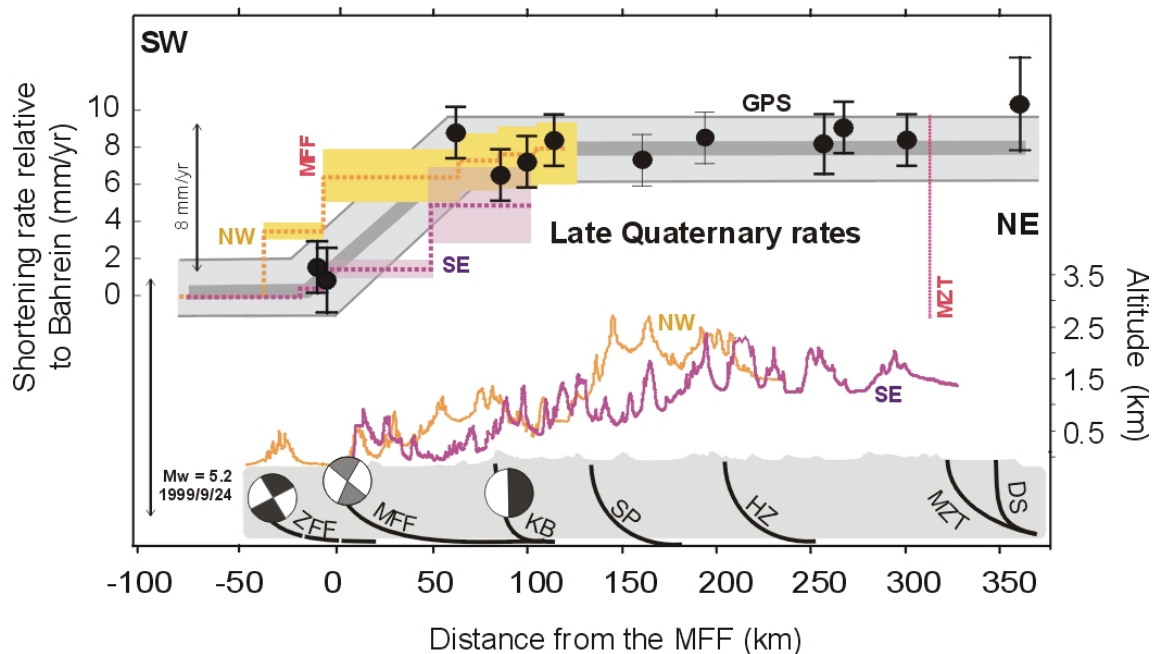 SW
Shortening rate relative
to Bahrein (mm/yr)
10
8
6
4
2
0
8 mm/yr
MFF
GPS
NW
SE
Late Quaternary rates
NE
MZT
3.5
2.5
1.5
0.5
Altitude (km)
NW
SE
Mw = 5.2
1999/9/24
ZFF
MFF
KB
SP
HZ
MZT
DS
-100
-50
0
50
100
150
200
250
300
350
Distance from the MFF (km)